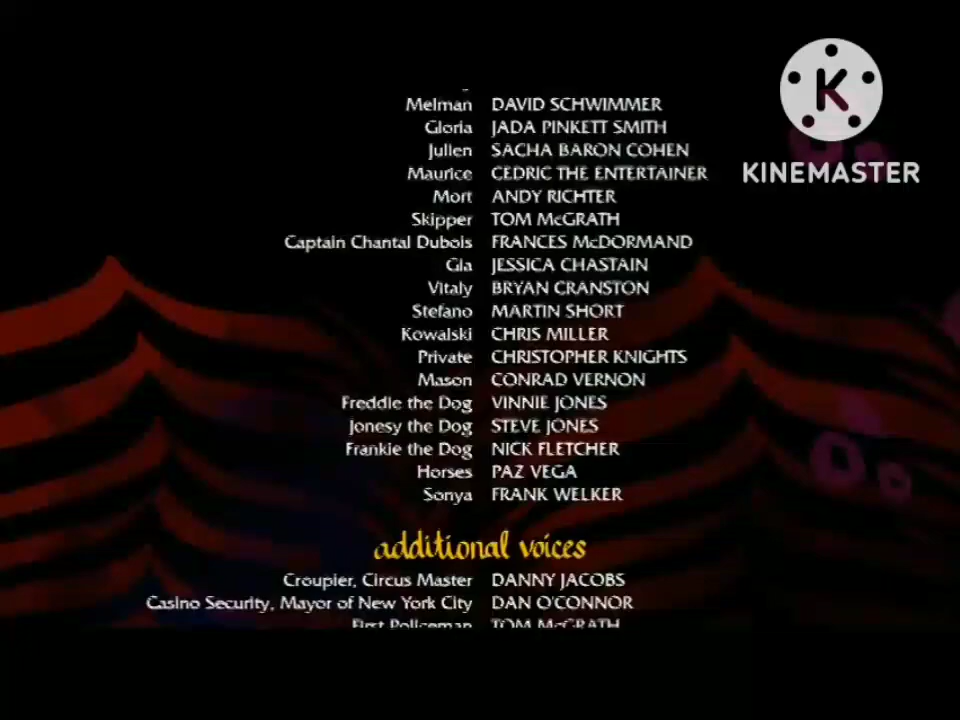 Melman DAVID SCHWIMMER
Gloria JADA PINKETT SMITH
Julien SACHA BARON COHEN
Maurice CEDRIC THE ENTERTAINER
Mort ANDY RICHTER
Skipper TOM McGRATH
Captain Chantal Dubois FRANCES McDORMAND
Gia JESSICA CHASTAIN
Vitaly BRYAN CRANSTON
Stefano MARTIN SHORT
Kowalski CHRIS MILLER
Private CHRISTOPHER KNIGHTS
Mason CONRAD VERNON
Freddie the Dog VINNIE JONES
Jonesy the Dog STEVE JONES
Frankie the Dog NICK FLETCHER
Horses PAZ VEGA
Sonya FRANK WELKER
additional voices
Croupier, Circus Master DANNY JACOBS
Casino Security, Mayor of New York City DAN O'CONNOR
First Policeman TOM McGRATH
K
KINEMASTER